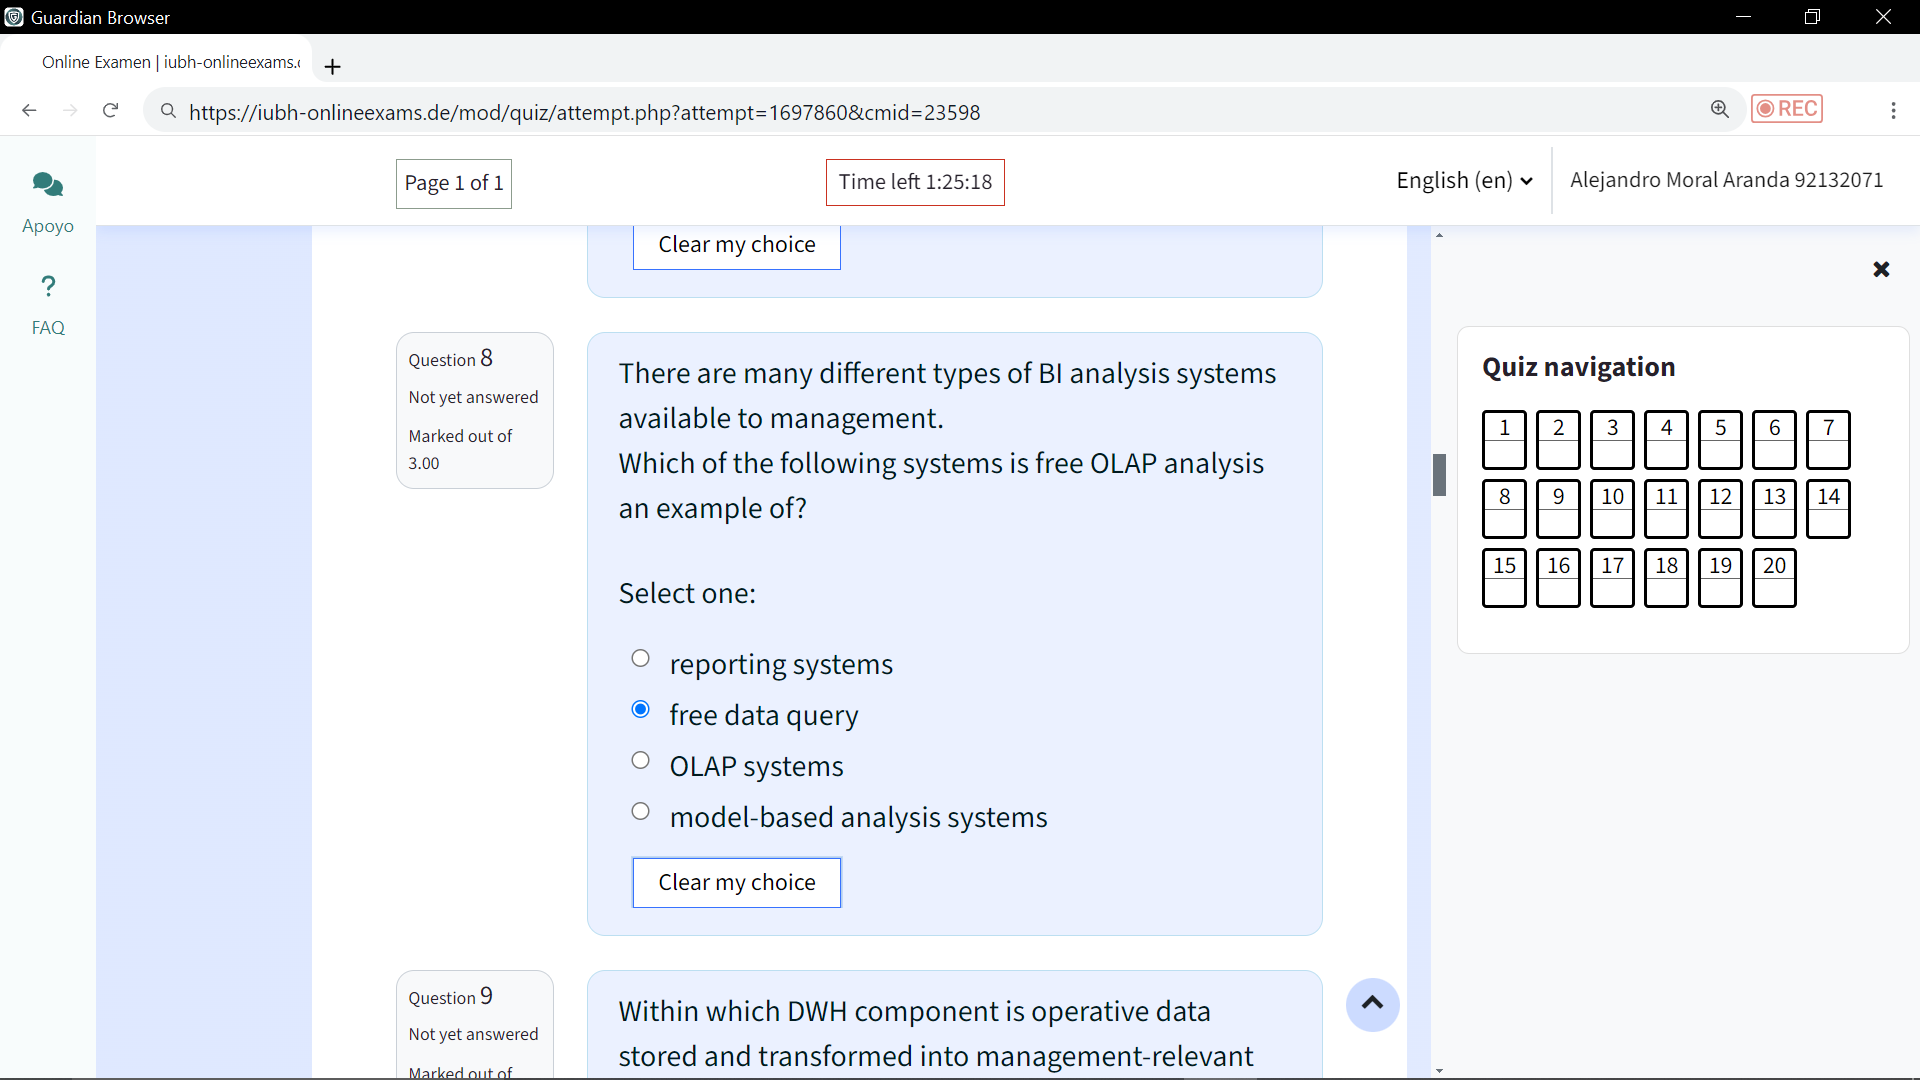 Guardian Browser
Online Examen | iubh-onlineexams.
https://iubh-onlineexams.de/mod/quiz/attempt.php?attempt=1697860&cmid=23598
REC
Apoyo
?
FAQ
Page 1 of 1
Time left 1:25:18
English (en)
Alejandro Moral Aranda 92132071
Clear my choice
Question 8
Not yet answered
Marked out of
3.00
There are many different types of BI analysis systems
available to management.
Which of the following systems is free OLAP analysis
an example of?
Select one:
reporting systems
free data query
OLAP systems
model-based analysis systems
Clear my choice
Question 9
Not yet answered
Marked out of
Within which DWH component is operative data
stored and transformed into management-relevant
Quiz navigation
1 2 3 4 5 6 7
8 9 10 11 12 13 14
15 16 17 18 19 20